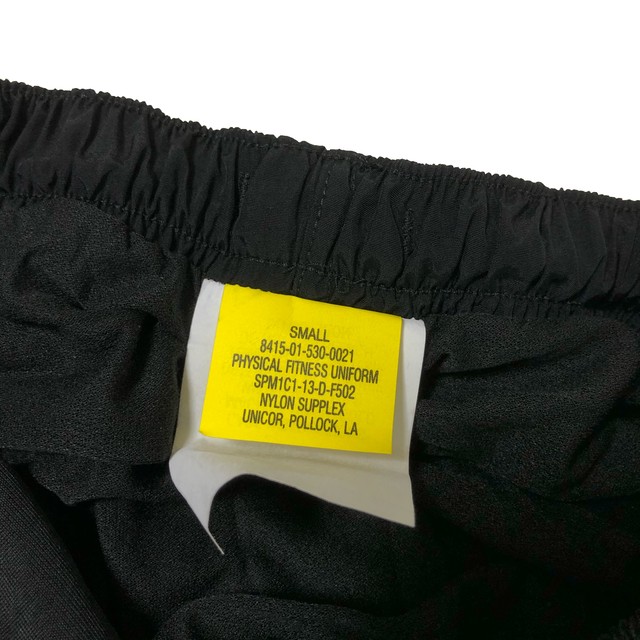 SMALL
8415-01-530-0021
PHYSICAL FITNESS UNIFORM
SPM1C1-13-D-F502
NYLON SUPPLEX
UNICOR, POLLOCK, LA